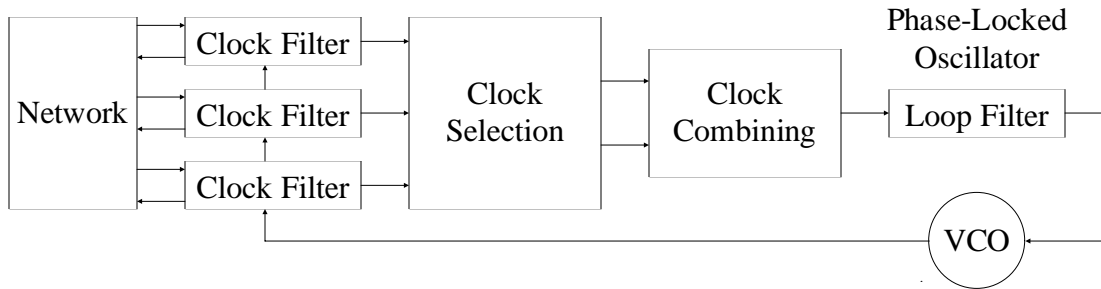 Network
Clock Filter
Clock Filter
Clock Filter
Clock
Selection
Clock
Combining
Phase-Locked
Oscillator
Loop Filter
VCO